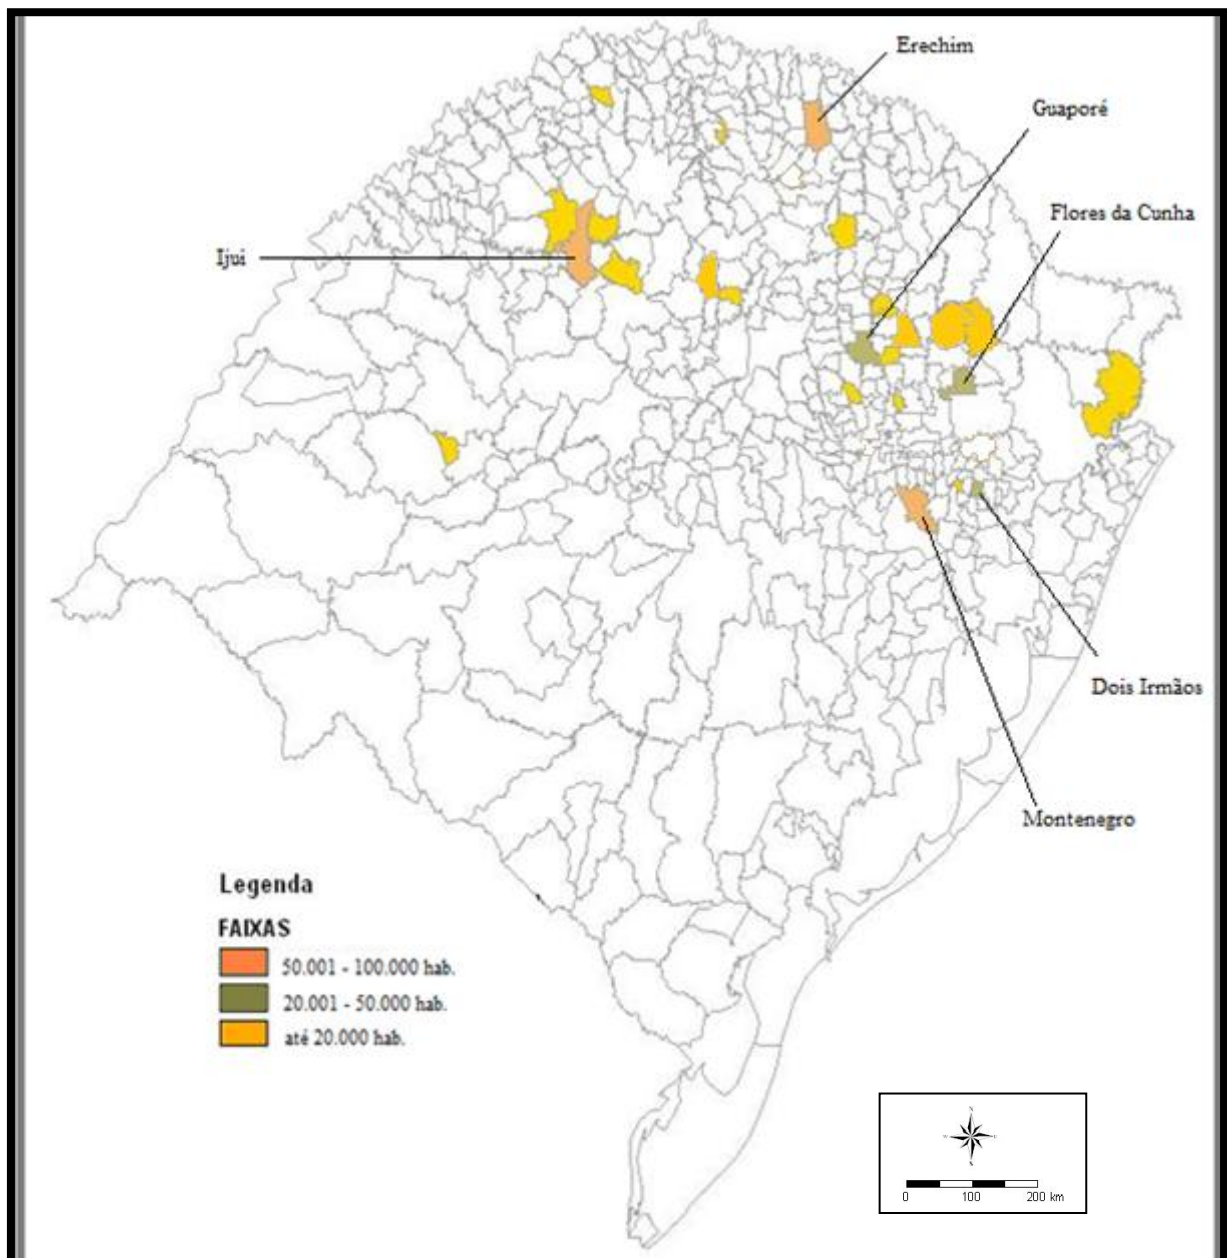 Erechim
Guaporé
Flores da Cunha
Ijui
Dois Irmãos
Montenegro
Legenda
FAIXAS
50.001 - 100.000 hab.
20.001 - 50.000 hab.
até 20.000 hab.
N
0 100 200 km